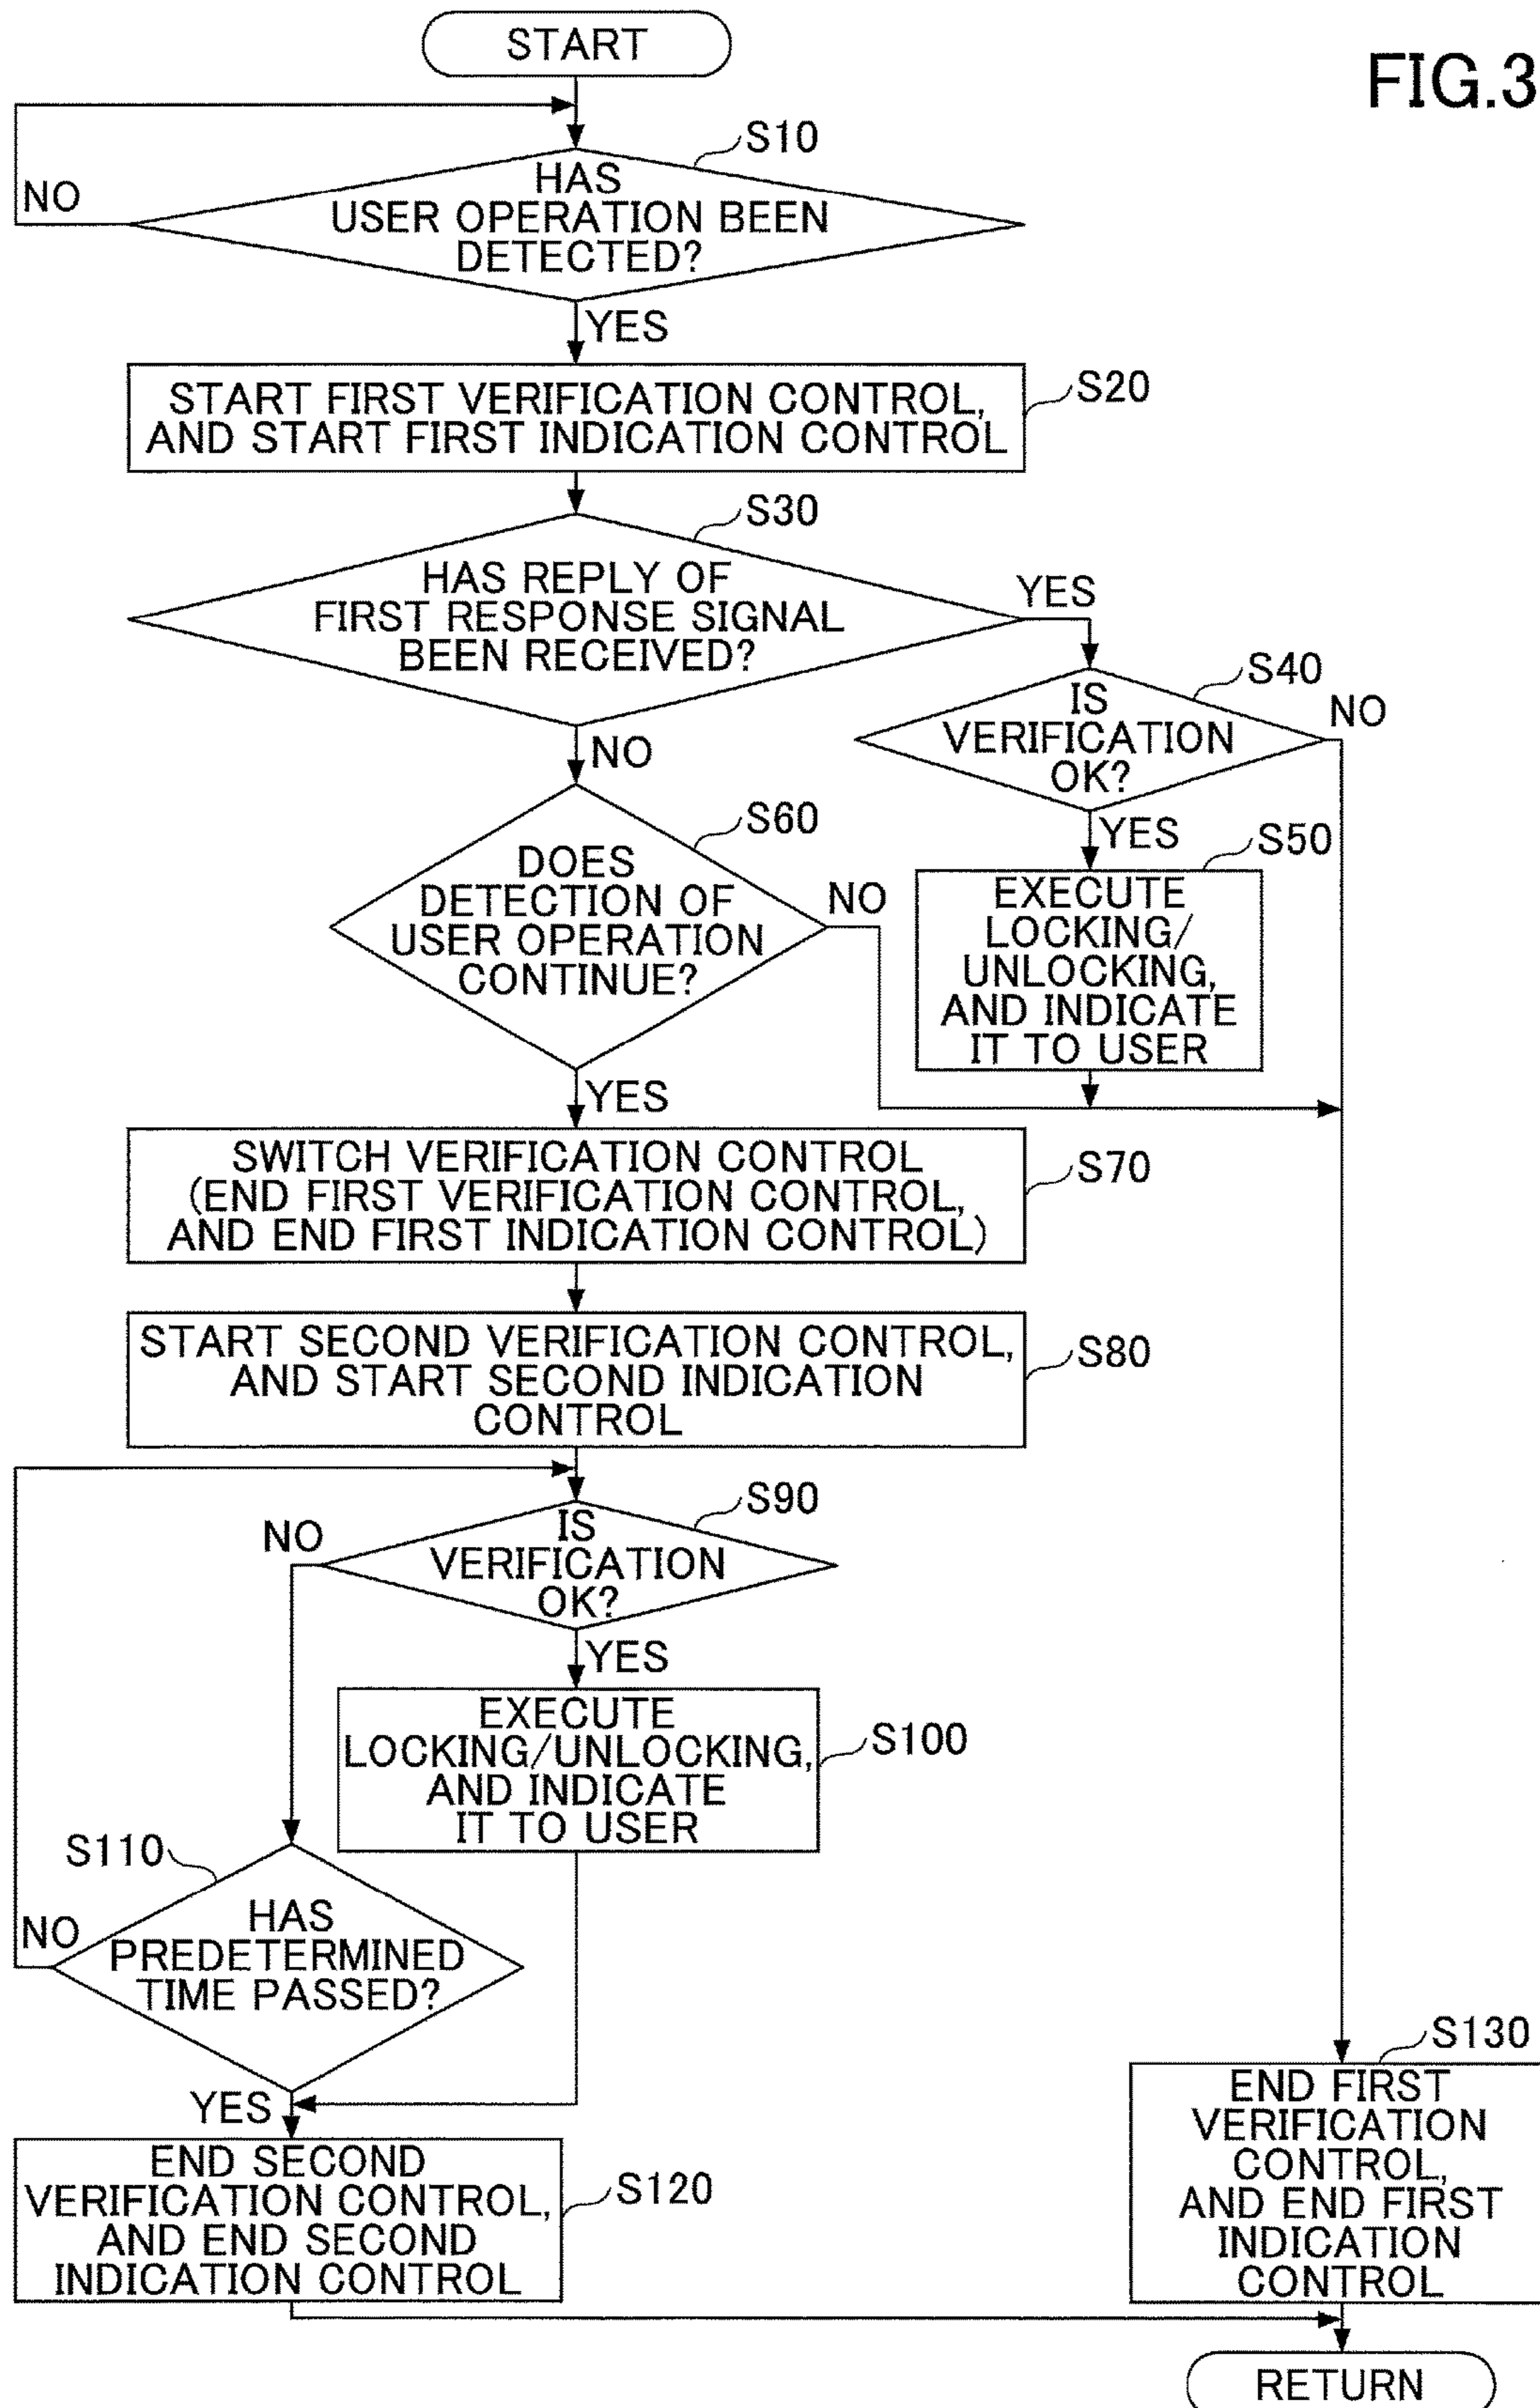 START
FIG.3
S10
NO
HAS
USER OPERATION BEEN
DETECTED?
YES
START FIRST VERIFICATION CONTROL,
AND START FIRST INDICATION CONTROL
S20
S30
HAS REPLY OF
FIRST RESPONSE SIGNAL
BEEN RECEIVED?
YES
NO
S40
IS
VERIFICATION
OK?
NO
YES
S50
EXECUTE
LOCKING/
UNLOCKING,
AND INDICATE
IT TO USER
S60
DOES
DETECTION OF
USER OPERATION
CONTINUE?
NO
YES
SWITCH VERIFICATION CONTROL
(END FIRST VERIFICATION CONTROL,
AND END FIRST INDICATION CONTROL)
S70
START SECOND VERIFICATION CONTROL,
AND START SECOND INDICATION
CONTROL
S80
S90
NO
IS
VERIFICATION
OK?
YES
EXECUTE
LOCKING/UNLOCKING,
AND INDICATE
IT TO USER
S100
S110
NO
HAS
PREDETERMINED
TIME PASSED?
YES
END SECOND
VERIFICATION CONTROL,
AND END SECOND
INDICATION CONTROL
S120
S130
END FIRST
VERIFICATION
CONTROL,
AND END FIRST
INDICATION
CONTROL
RETURN